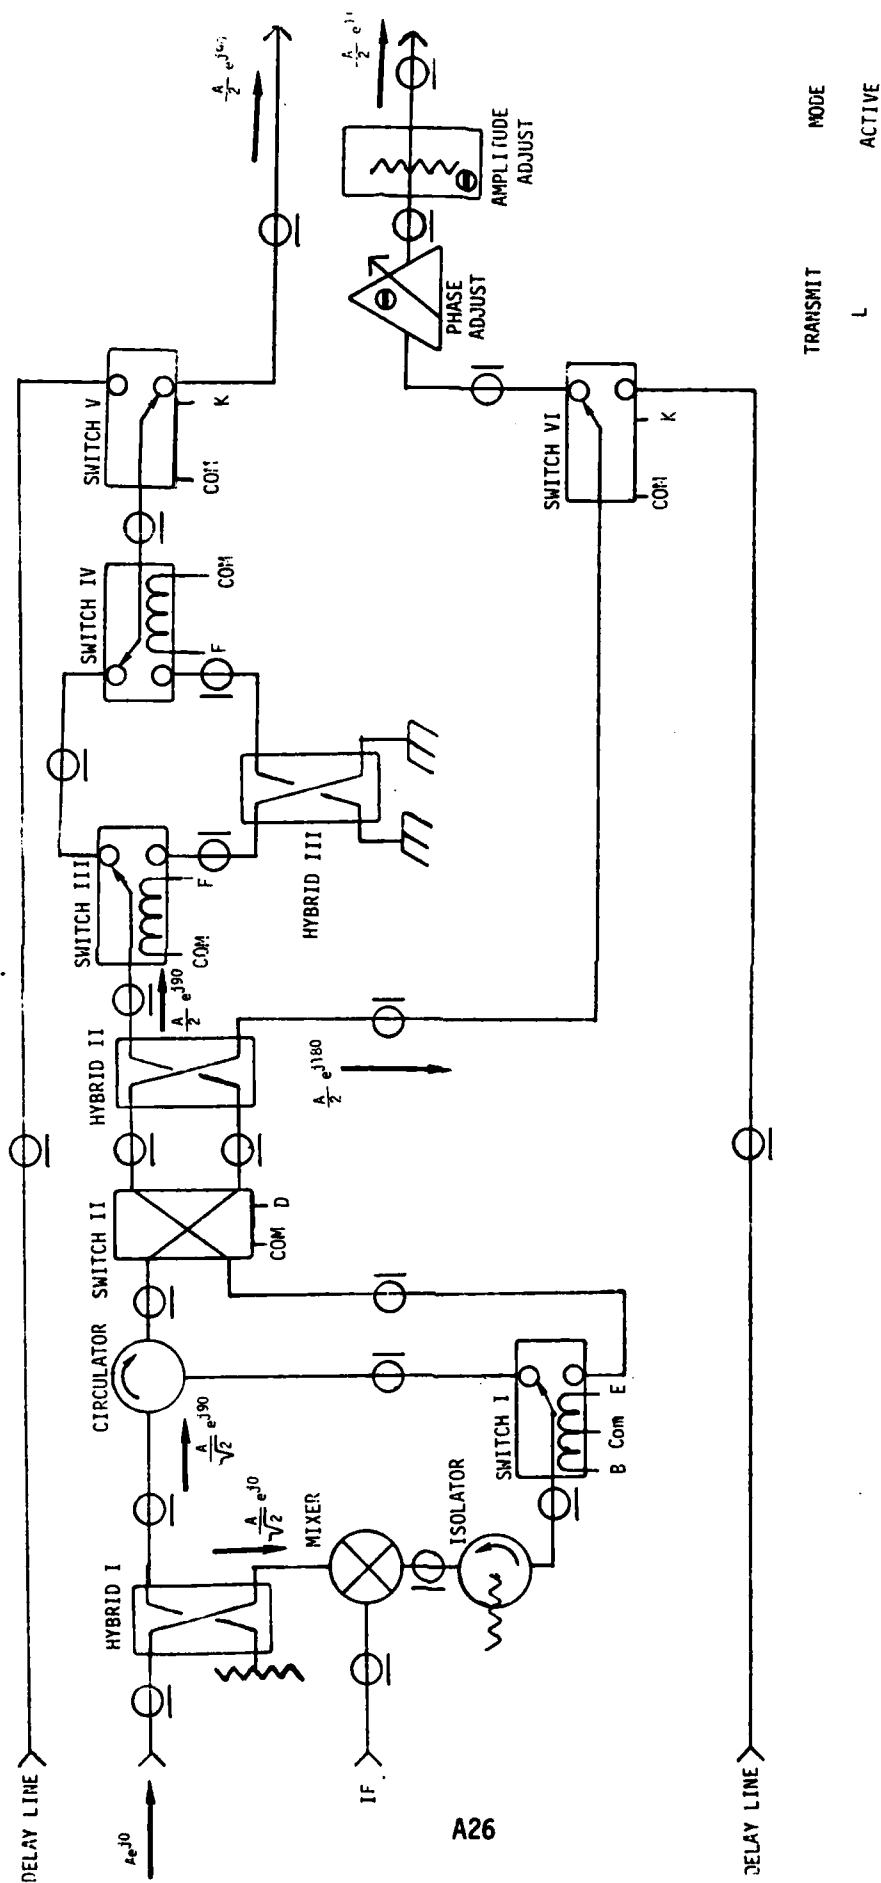 DELAY LINE
Ae^j0
HYBRID I
A/√2 e^j90
A/√2 e^j0
MIXER
IF
ISOLATOR
CIRCULATOR
SWITCH I
B Com E
SWITCH II
COM D
HYBRID II
A/2 e^j90
A/2 e^j180
SWITCH III
COM F
HYBRID III
SWITCH IV
F COM
SWITCH V
COM K
A/2
SWITCH VI
COM K
PHASE
ADJUST
AMPLITUDE
ADJUST
A/2
DELAY LINE
TRANSMIT MODE
L ACTIVE
A26